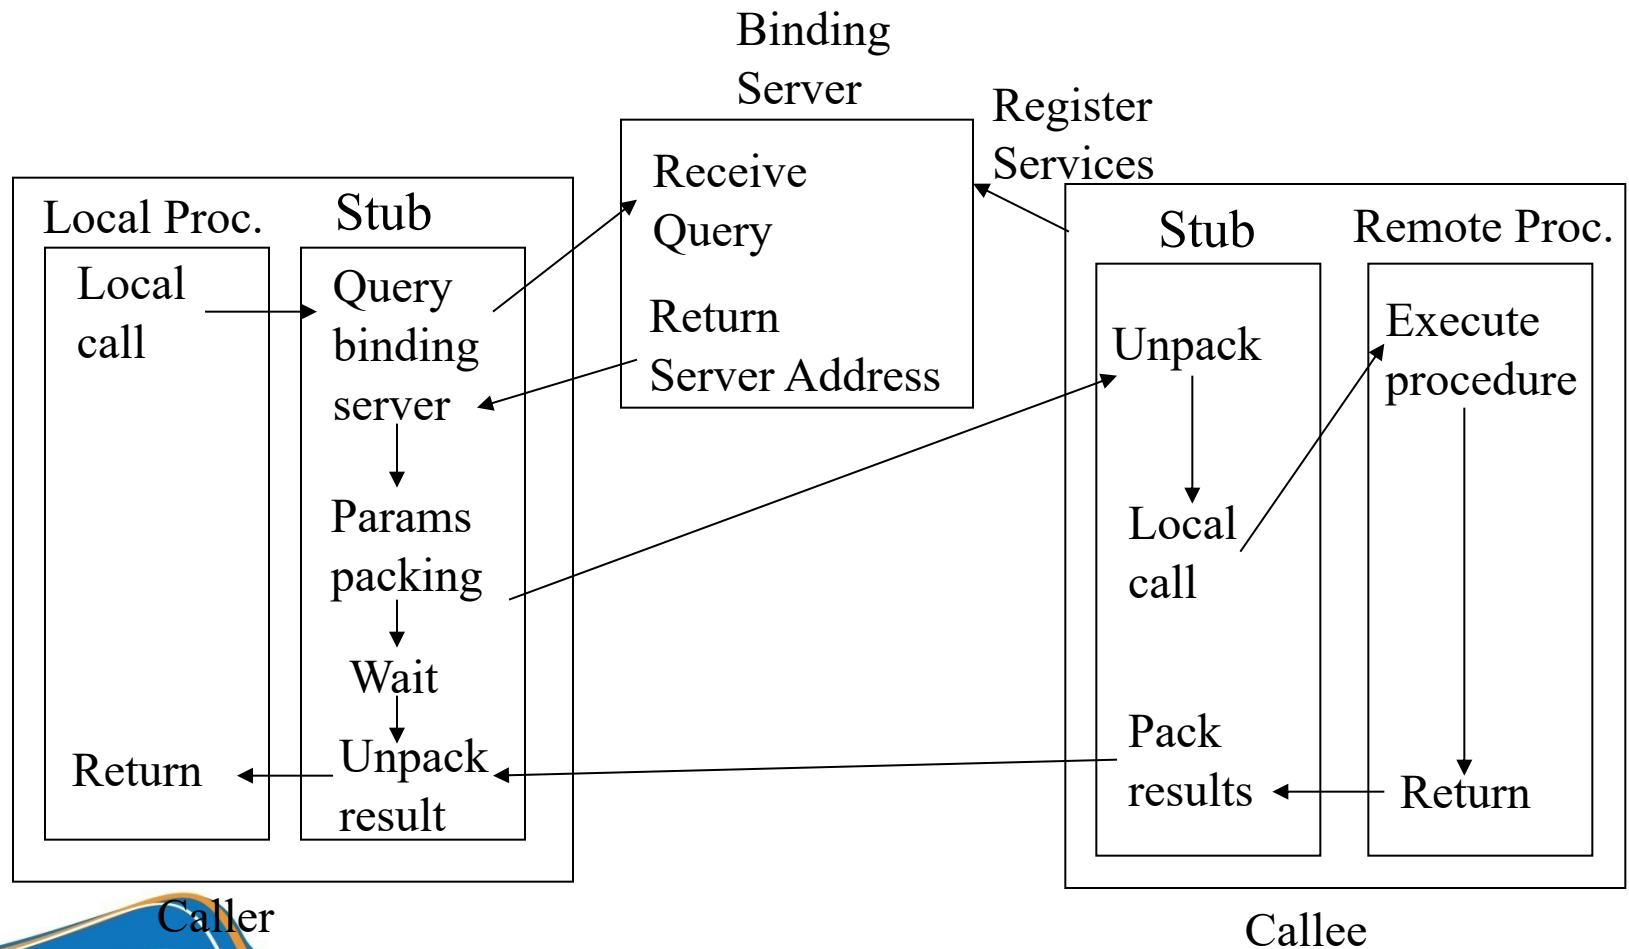 Binding
Server
Register
Services
Receive
Query
Return
Server Address
Local Proc.
Stub
Local
call
Query
binding
server
Params
packing
Wait
Unpack
result
Return
Caller
Stub
Remote Proc.
Unpack
Local
call
Pack
results
Execute
procedure
Return
Callee